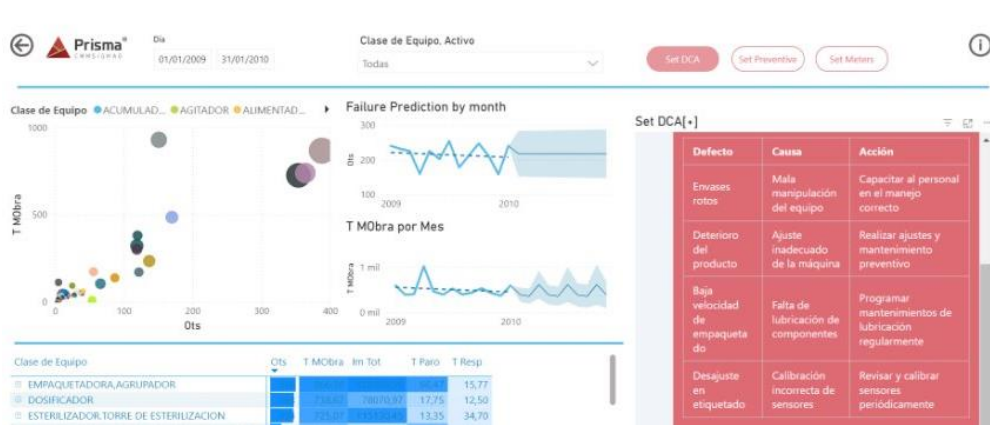 Prisma®
CMMS-SIGMAE
Día
01/01/2009 31/01/2010
Clase de Equipo, Activo
Todas
Set DCA
Set Preventivo
Set Meters
Clase de Equipo ACUMULAD... AGITADOR ALIMENTAD...
1000
500
0
T MObra
0 100 200 300 400
Ots
Failure Prediction by month
300
200
100
Ots
2009 2010
T MObra por Mes
1 mil
0 mil
T MObra
2009 2010
Clase de Equipo Ots T MObra Im Tot T Paro T Resp
EMPAQUETADORA,AGRUPADOR 15,77
DOSIFICADOR 78070,97 17,75 12,50
ESTERILIZADOR,TORRE DE ESTERILIZACION 13,35 34,70
Set DCA[+]
Defecto Causa Acción
Envases
rotos
Mala
manipulación
del equipo
Capacitar al personal
en el manejo
correcto
Deterioro
del
producto
Ajuste
inadecuado
de la máquina
Realizar ajustes y
mantenimiento
preventivo
Baja
velocidad
de
empaqueta
do
Falta de
lubricación de
componentes
Programar
mantenimientos de
lubricación
regularmente
Desajuste
en
etiquetado
Calibración
incorrecta de
sensores
Revisar y calibrar
sensores
periódicamente